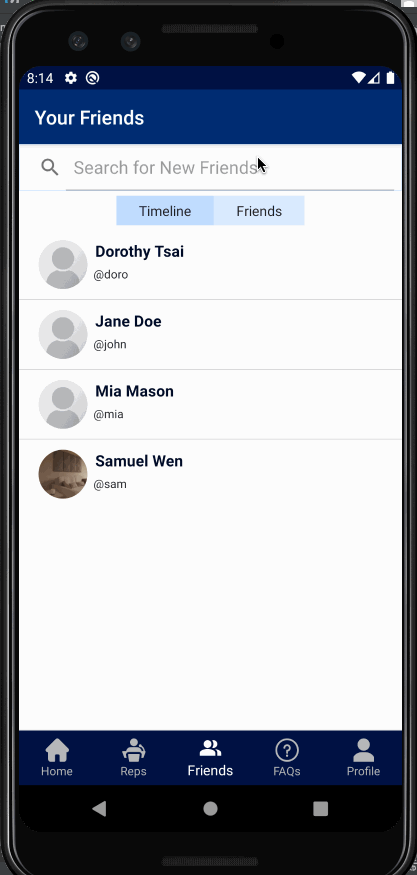 8:14
Your Friends
Search for New Friends
Timeline Friends
Dorothy Tsai
@doro
Jane Doe
@john
Mia Mason
@mia
Samuel Wen
@sam
Home Reps Friends FAQs Profile